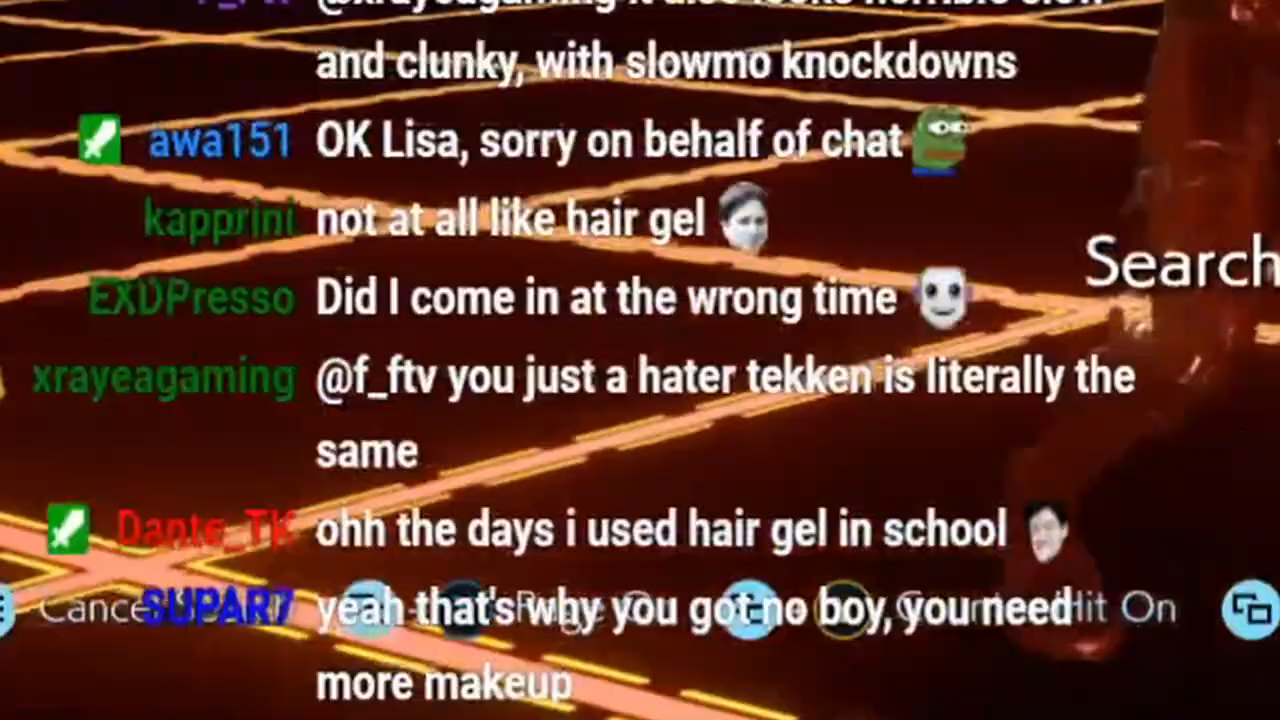 and clunky, with slowmo knockdowns
awa151 OK Lisa, sorry on behalf of chat
kapprini not at all like hair gel
EXDPresso Did I come in at the wrong time
Search
xrayeagaming @f_ftv you just a hater tekken is literally the
same
Dante_TK ohh the days i used hair gel in school
SUPAR7 yeah that's why you got no boy, you need
Cance Hit On
more makeup